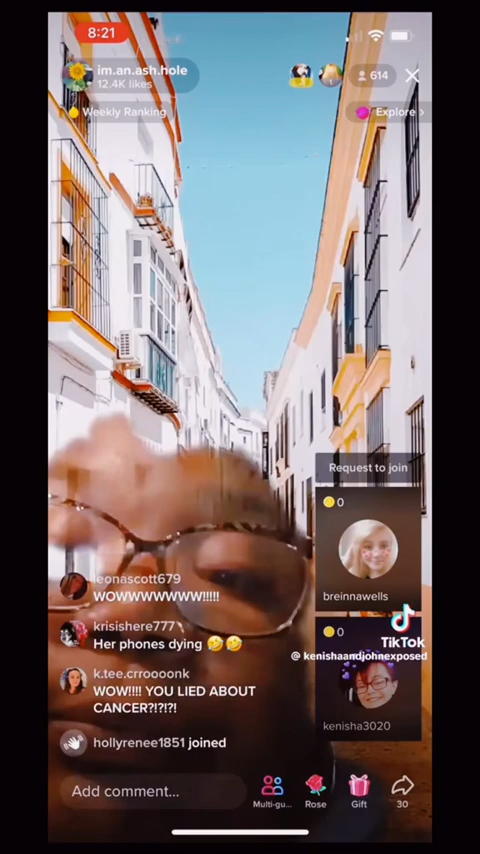 8:21
im.an.ash.hole
12.4K likes
614
Weekly Ranking
Explore
Request to join
0
breinnawells
leonascott679
WOWWWWWWW!!!!!
krisishere777
Her phones dying 🤣🤣
TikTok
@ kenishaandjohnexposed
0
k.tee.crroooonk
WOW!!!! YOU LIED ABOUT
CANCER?!?!?!
kenisha3020
hollyrenee1851 joined
Add comment...
Multi-gu...
Rose
Gift
30